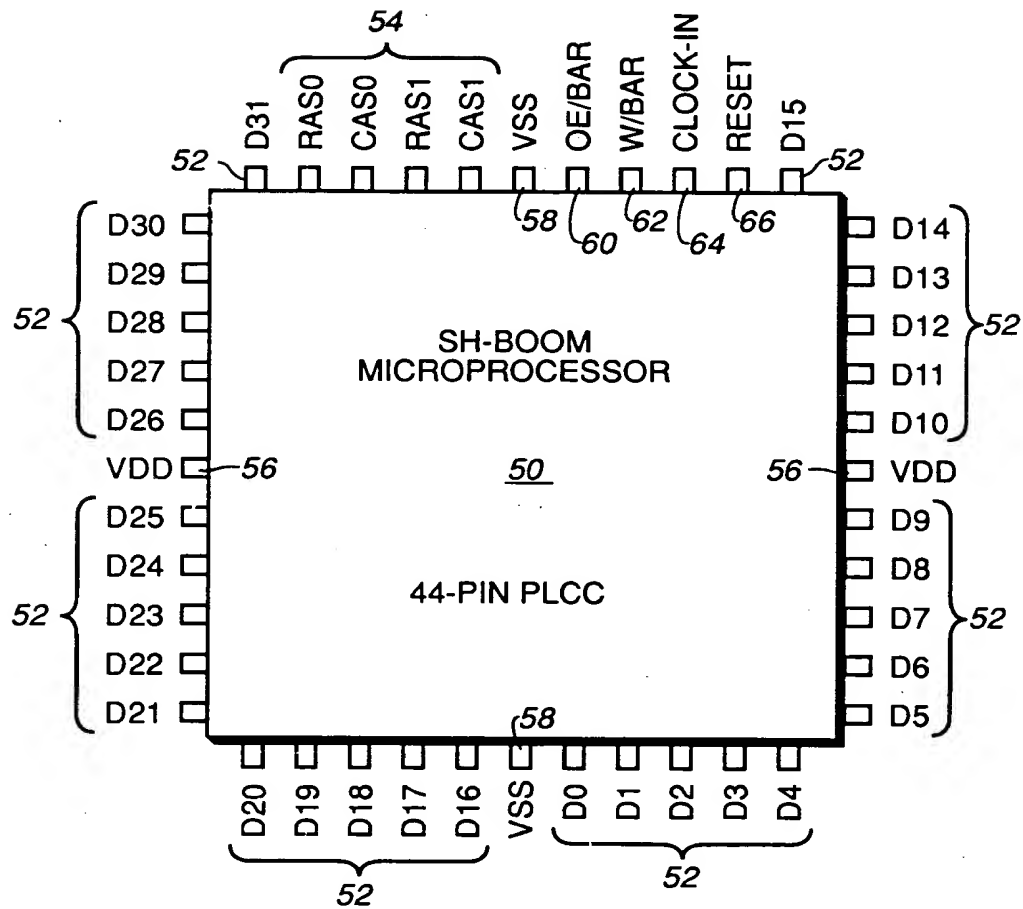 54
D31
RAS0
CAS0
RAS1
CAS1
VSS
OE/BAR
W/BAR
CLOCK-IN
RESET
D15
52
52
58
60
62
64
66
D30
D29
D28
D27
D26
52
VDD
56
D25
D24
D23
D22
D21
52
SH-BOOM
MICROPROCESSOR
50
44-PIN PLCC
D14
D13
D12
D11
D10
52
56
VDD
D9
D8
D7
D6
D5
52
58
D20
D19
D18
D17
D16
VSS
D0
D1
D2
D3
D4
52
52